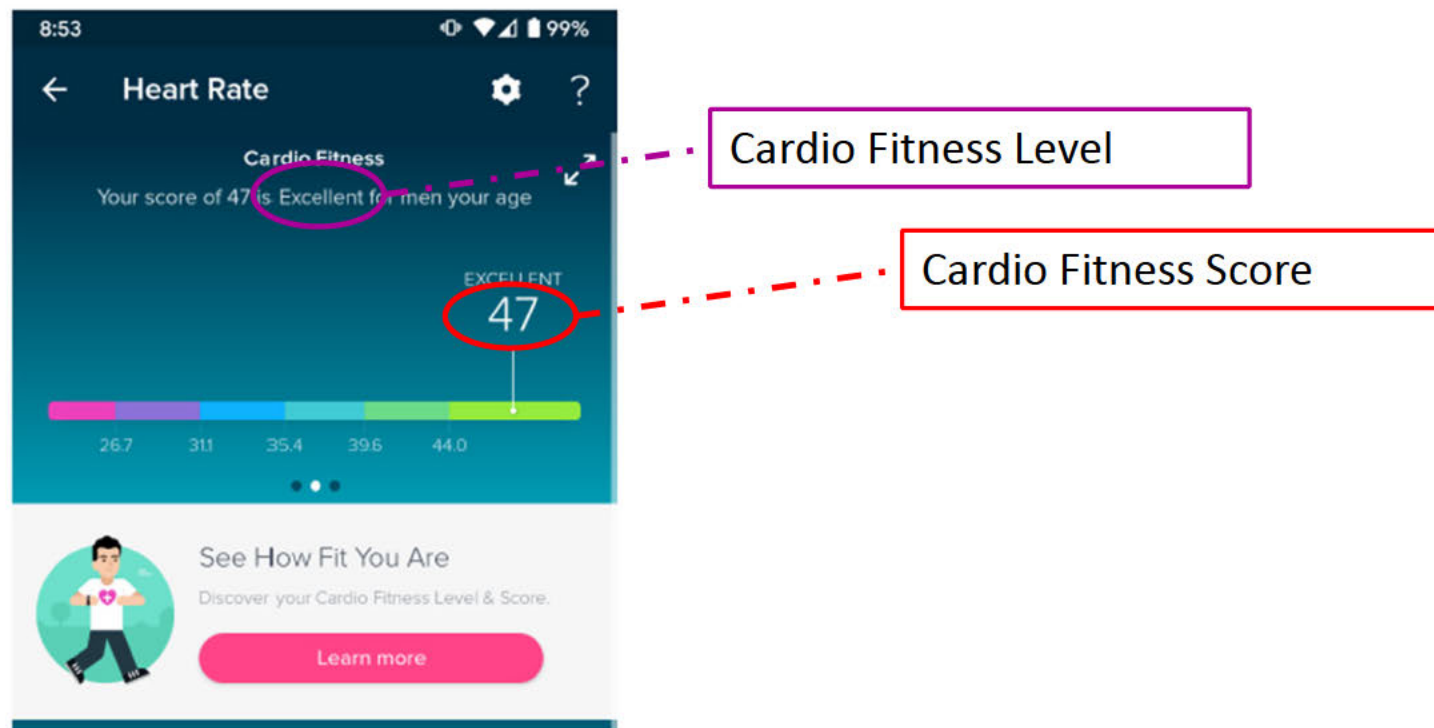 8:53 99%
Heart Rate ?
Cardio Fitness
Your score of 47 is Excellent for men your age
EXCELLENT
47
26.7 31.1 35.4 39.6 44.0
See How Fit You Are
Discover your Cardio Fitness Level & Score.
Learn more
Cardio Fitness Level
Cardio Fitness Score